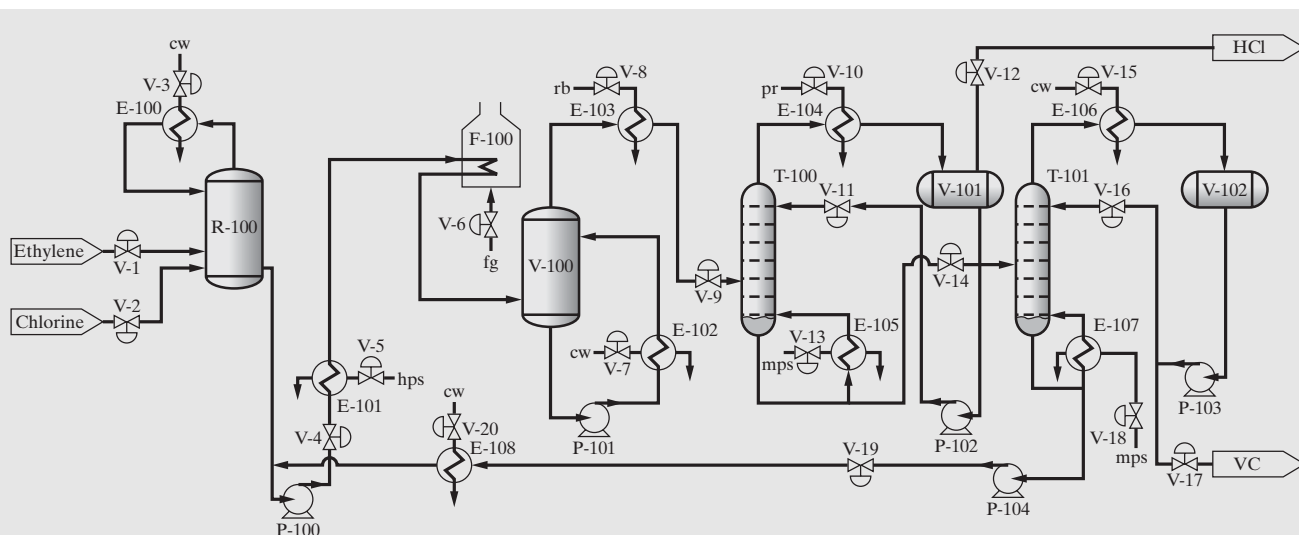 cw
V-3
E-100
R-100
Ethylene
V-1
V-2
Chlorine
V-5
hps
E-101
V-4
P-100
F-100
V-6
fg
V-100
cw
V-20
E-108
rb
V-8
E-103
V-9
E-102
cw
V-7
P-101
pr
V-10
E-104
T-100
V-11
V-101
V-12
HCl
V-13
mps
E-105
V-14
P-102
V-19
cw
V-15
E-106
T-101
V-16
V-102
E-107
V-18
mps
P-103
P-104
V-17
VC